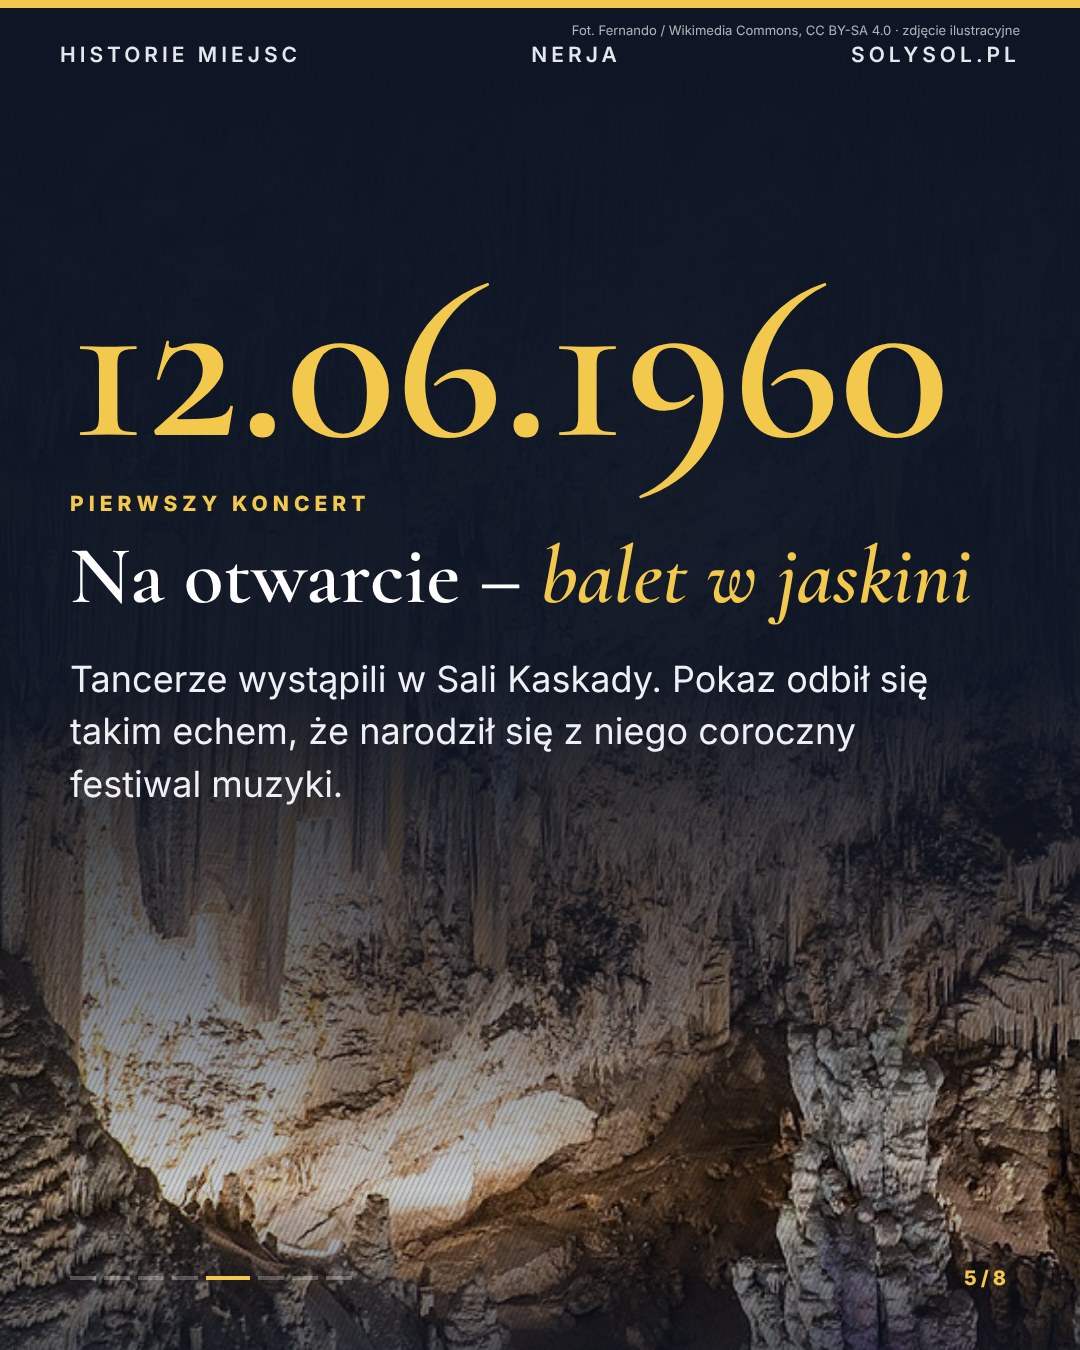 Fot. Fernando / Wikimedia Commons, CC BY-SA 4.0 · zdjęcie ilustracyjne
HISTORIE MIEJSC NERJA SOLYSOL.PL
12.06.1960
PIERWSZY KONCERT
Na otwarcie – balet w jaskini
Tancerze wystąpili w Sali Kaskady. Pokaz odbił się
takim echem, że narodził się z niego coroczny
festiwal muzyki.
5/8